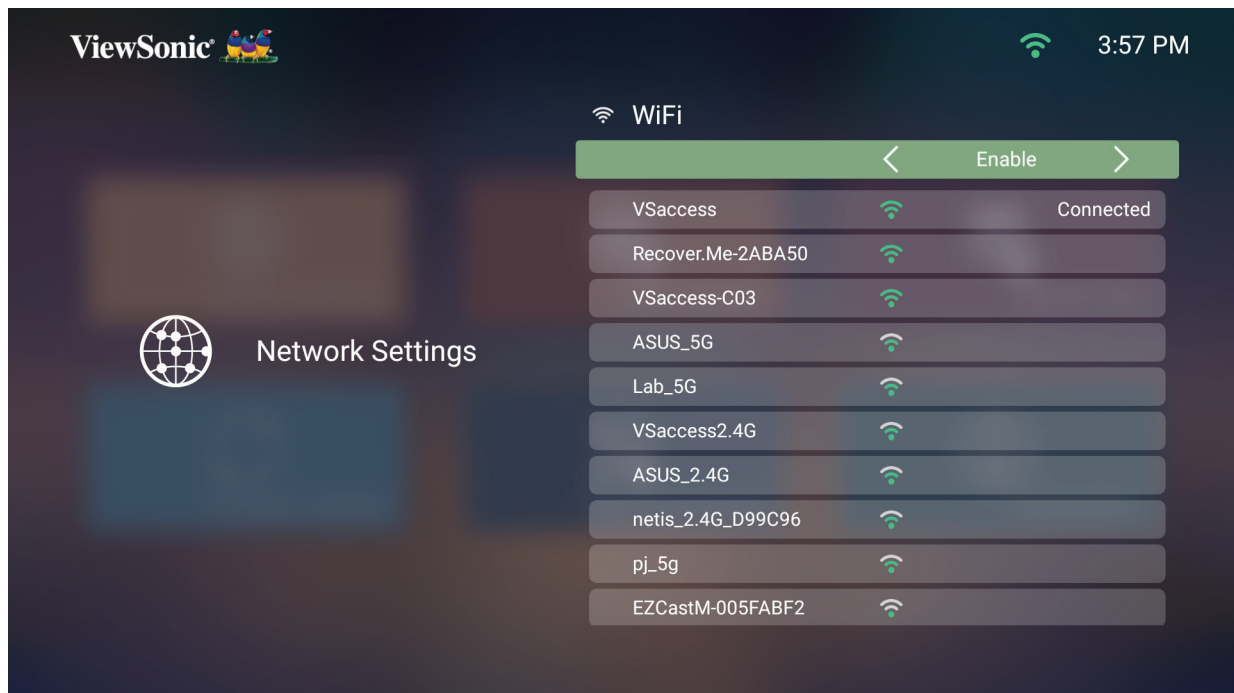 ViewSonic®
3:57 PM
WiFi
Enable
VSaccess Connected
Recover.Me-2ABA50
VSaccess-C03
ASUS_5G
Network Settings
Lab_5G
VSaccess2.4G
ASUS_2.4G
netis_2.4G_D99C96
pj_5g
EZCastM-005FABF2